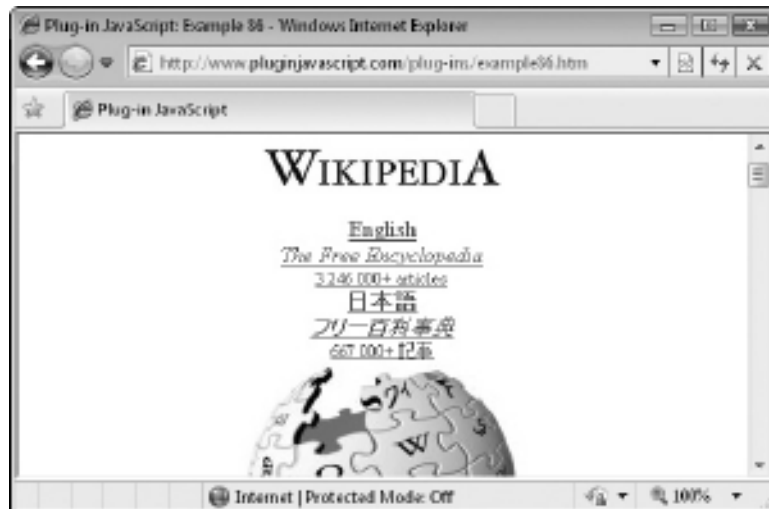 Plug-in JavaScript: Example 86 - Windows Internet Explorer
http://www.pluginjavascript.com/plug-ins/example86.htm
Plug-in JavaScript
WIKIPEDIA
English
The Free Encyclopedia
3 246 000+ articles
日本語
フリー百科事典
667 000+ 記事
W
Internet | Protected Mode: Off
100%